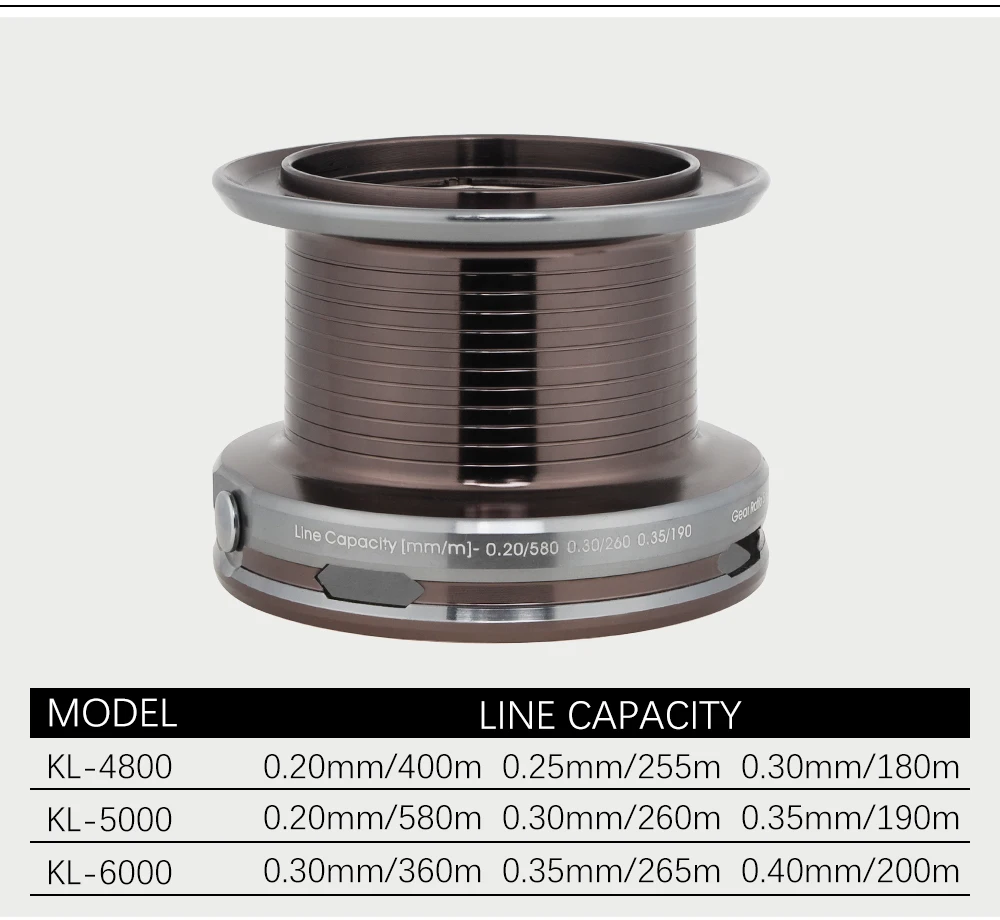 Line Capacity [mm/m]- 0.20/580 0.30/260 0.35/190
Gear Ratio
MODEL LINE CAPACITY
KL-4800 0.20mm/400m 0.25mm/255m 0.30mm/180m
KL-5000 0.20mm/580m 0.30mm/260m 0.35mm/190m
KL-6000 0.30mm/360m 0.35mm/265m 0.40mm/200m